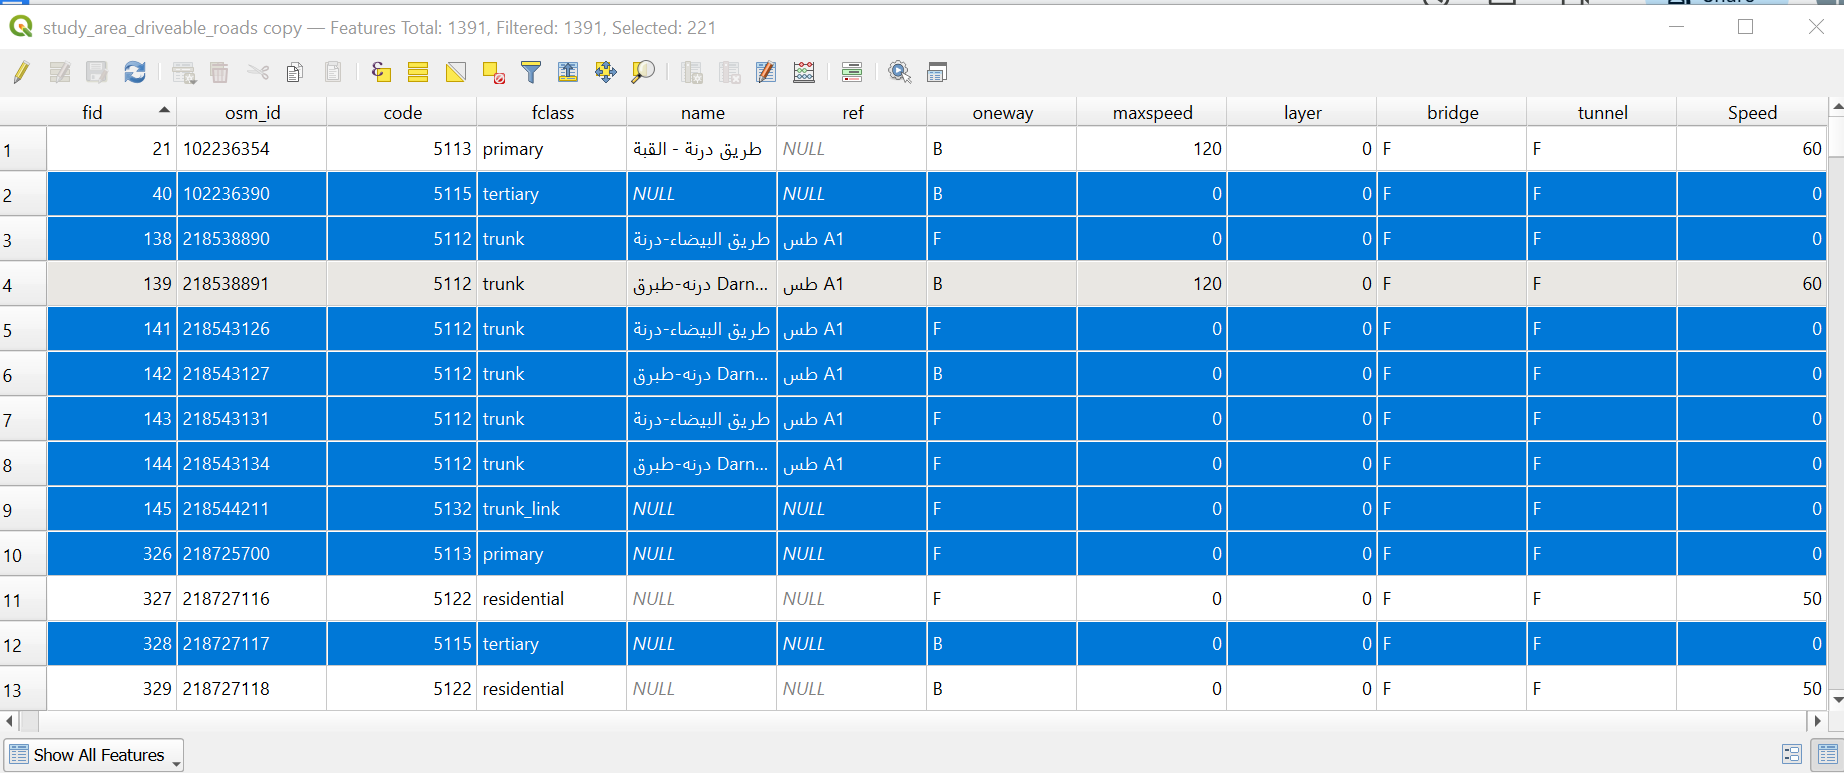 study_area_driveable_roads copy — Features Total: 1391, Filtered: 1391, Selected: 221
fid osm_id code fclass name ref oneway maxspeed layer bridge tunnel Speed
1 21 102236354 5113 primary طريق درنة - القبة NULL B 120 0 F F 60
2 40 102236390 5115 tertiary NULL NULL B 0 0 F F 0
3 138 218538890 5112 trunk طريق البيضاء-درنة طس A1 F 0 0 F F 0
4 139 218538891 5112 trunk درنه-طبرق Darn... طس A1 B 120 0 F F 60
5 141 218543126 5112 trunk طريق البيضاء-درنة طس A1 F 0 0 F F 0
6 142 218543127 5112 trunk درنه-طبرق Darn... طس A1 B 0 0 F F 0
7 143 218543131 5112 trunk طريق البيضاء-درنة طس A1 F 0 0 F F 0
8 144 218543134 5112 trunk درنه-طبرق Darn... طس A1 F 0 0 F F 0
9 145 218544211 5132 trunk_link NULL NULL F 0 0 F F 0
10 326 218725700 5113 primary NULL NULL F 0 0 F F 0
11 327 218727116 5122 residential NULL NULL F 0 0 F F 50
12 328 218727117 5115 tertiary NULL NULL B 0 0 F F 0
13 329 218727118 5122 residential NULL NULL B 0 0 F F 50
Show All Features